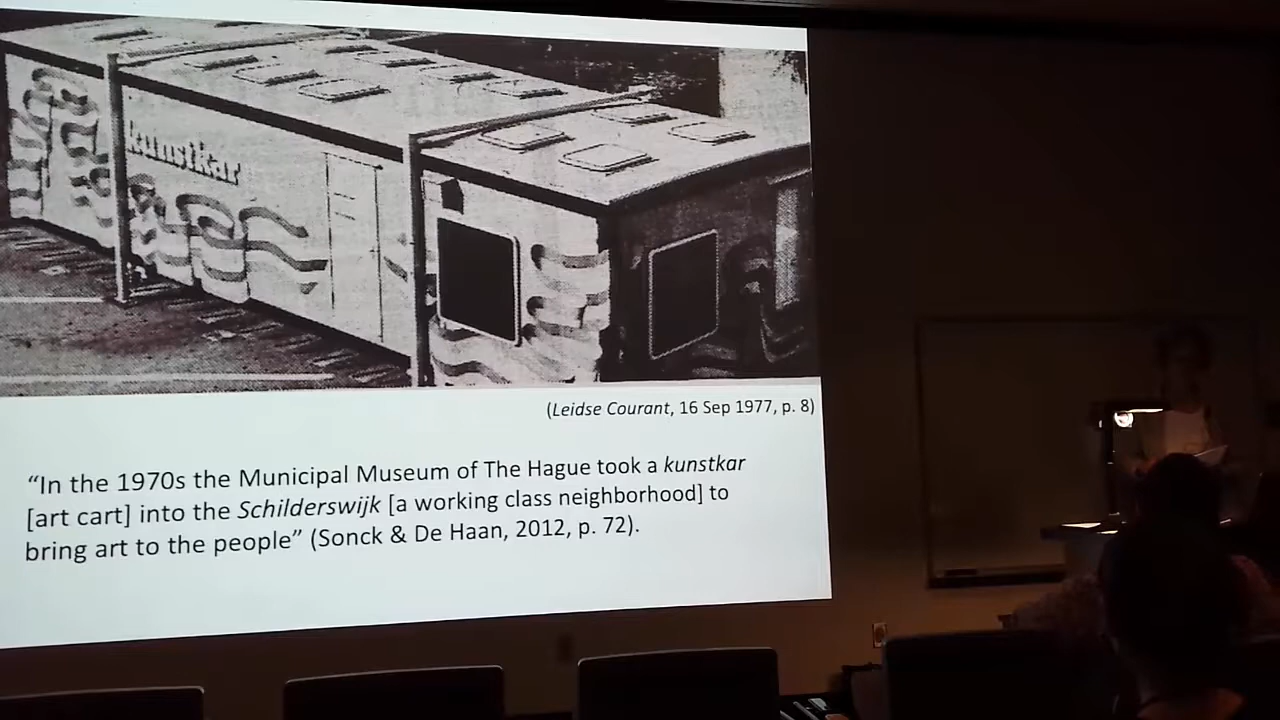 kunstkar
(Leidse Courant, 16 Sep 1977, p. 8)
“In the 1970s the Municipal Museum of The Hague took a kunstkar
[art cart] into the Schilderswijk [a working class neighborhood] to
bring art to the people” (Sonck & De Haan, 2012, p. 72).